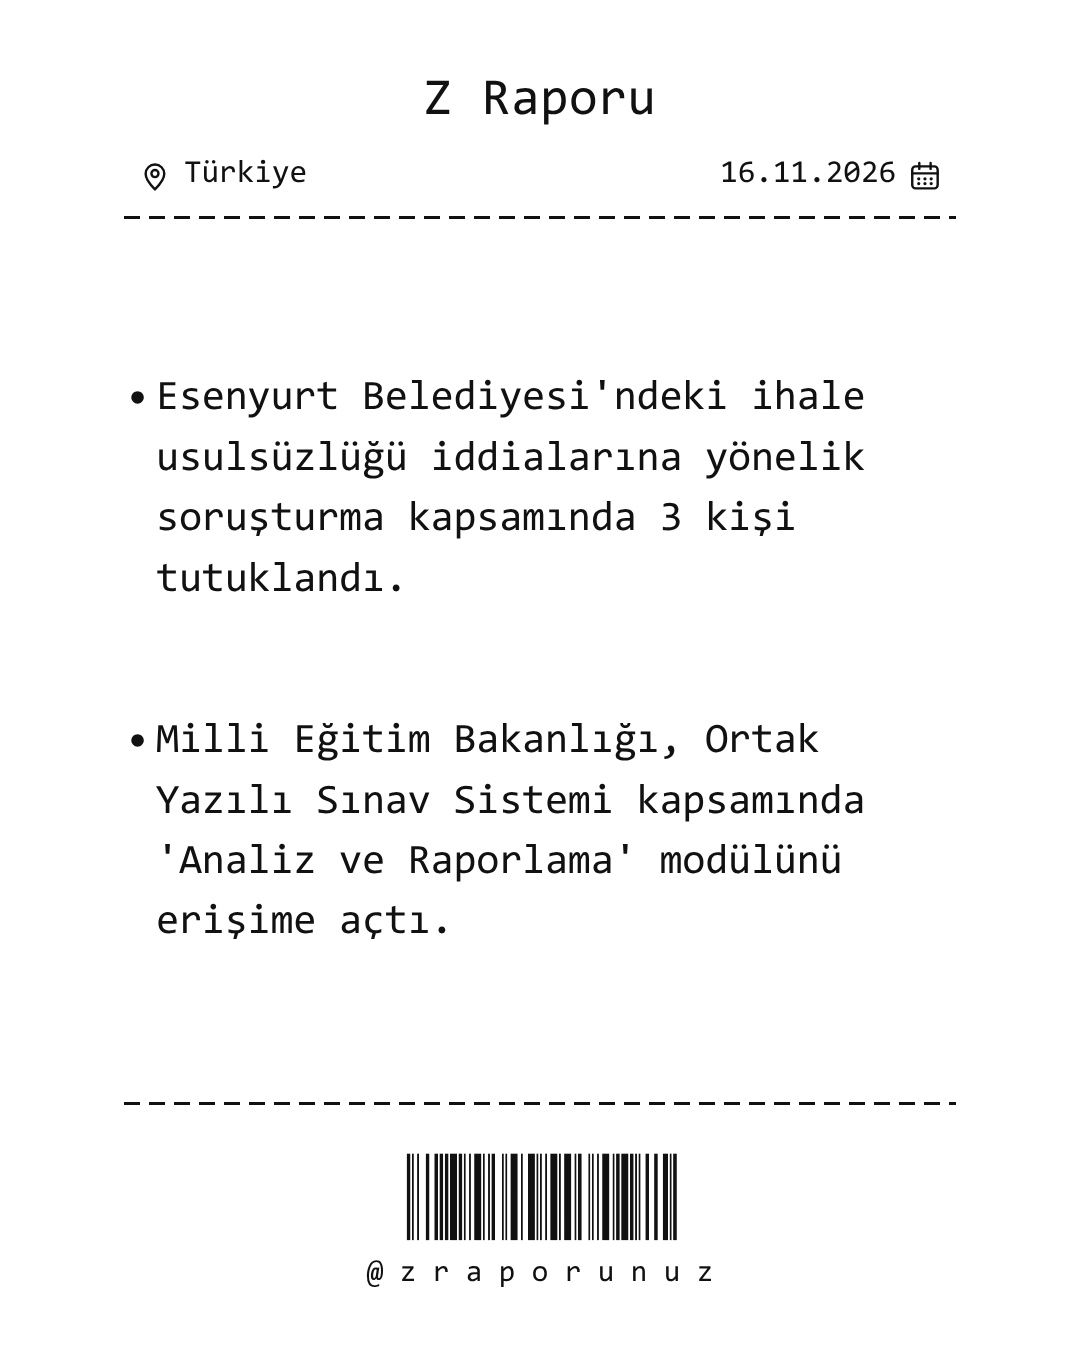 Z Raporu
Türkiye
16.11.2026
• Esenyurt Belediyesi'ndeki ihale
usulsüzlüğü iddialarına yönelik
soruşturma kapsamında 3 kişi
tutuklandı.
• Milli Eğitim Bakanlığı, Ortak
Yazılı Sınav Sistemi kapsamında
'Analiz ve Raporlama' modülünü
erişime açtı.
@zraporunuz